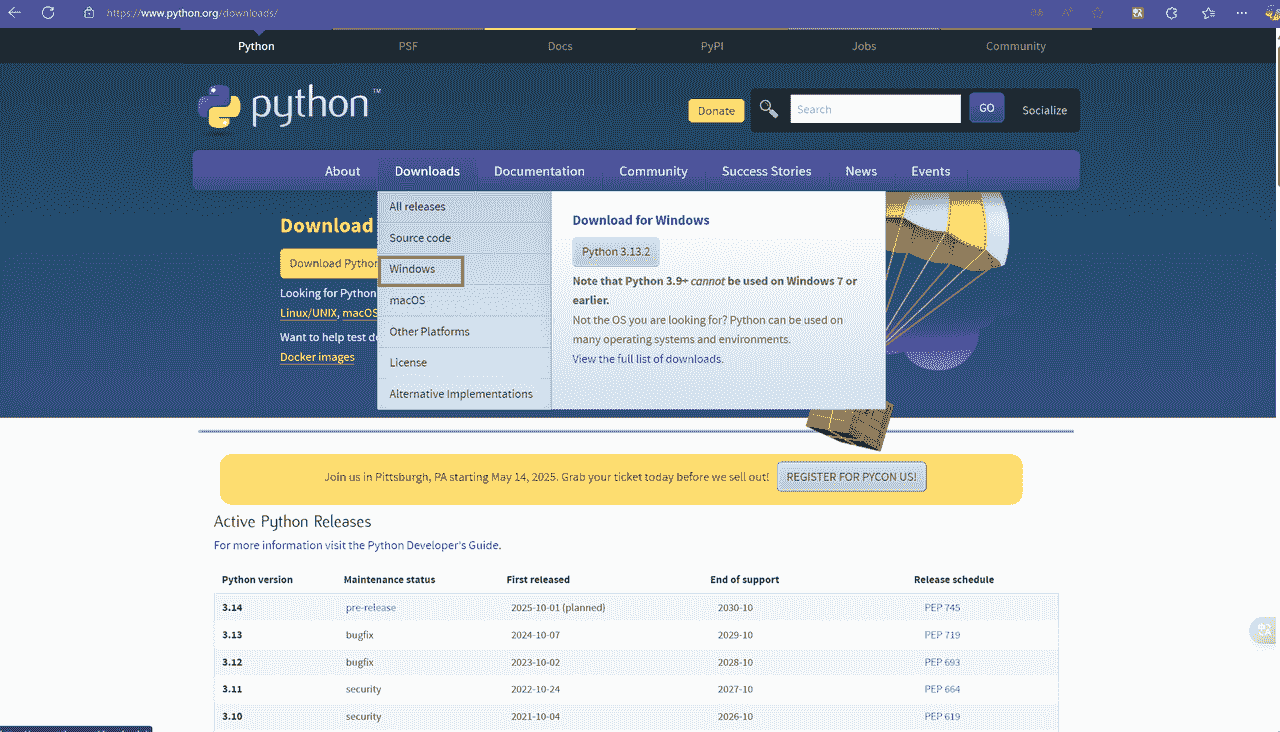 https://www.python.org/downloads/
Python
PSF
Docs
PyPI
Jobs
Community
python™
Donate
Search
GO
Socialize
About
Downloads
Documentation
Community
Success Stories
News
Events
Download
Download Python
Looking for Python
Linux/UNIX, macOS
Want to help test de
Docker images
All releases
Source code
Windows
macOS
Other Platforms
License
Alternative Implementations
Download for Windows
Python 3.13.2
Note that Python 3.9+ cannot be used on Windows 7 or
earlier.
Not the OS you are looking for? Python can be used on
many operating systems and environments.
View the full list of downloads.
Join us in Pittsburgh, PA starting May 14, 2025. Grab your ticket today before we sell out!
REGISTER FOR PYCON US!
Active Python Releases
For more information visit the Python Developer's Guide.
Python version Maintenance status First released End of support Release schedule
3.14 pre-release 2025-10-01 (planned) 2030-10 PEP 745
3.13 bugfix 2024-10-07 2029-10 PEP 719
3.12 bugfix 2023-10-02 2028-10 PEP 693
3.11 security 2022-10-24 2027-10 PEP 664
3.10 security 2021-10-04 2026-10 PEP 619